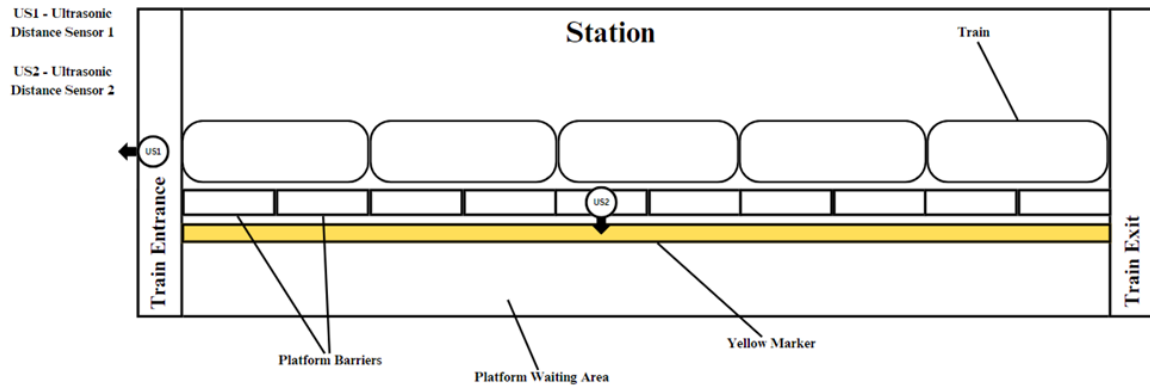 US1 - Ultrasonic
Distance Sensor 1
US2 - Ultrasonic
Distance Sensor 2
Station
Train
US1
US2
Train Entrance
Train Exit
Platform Barriers
Yellow Marker
Platform Waiting Area